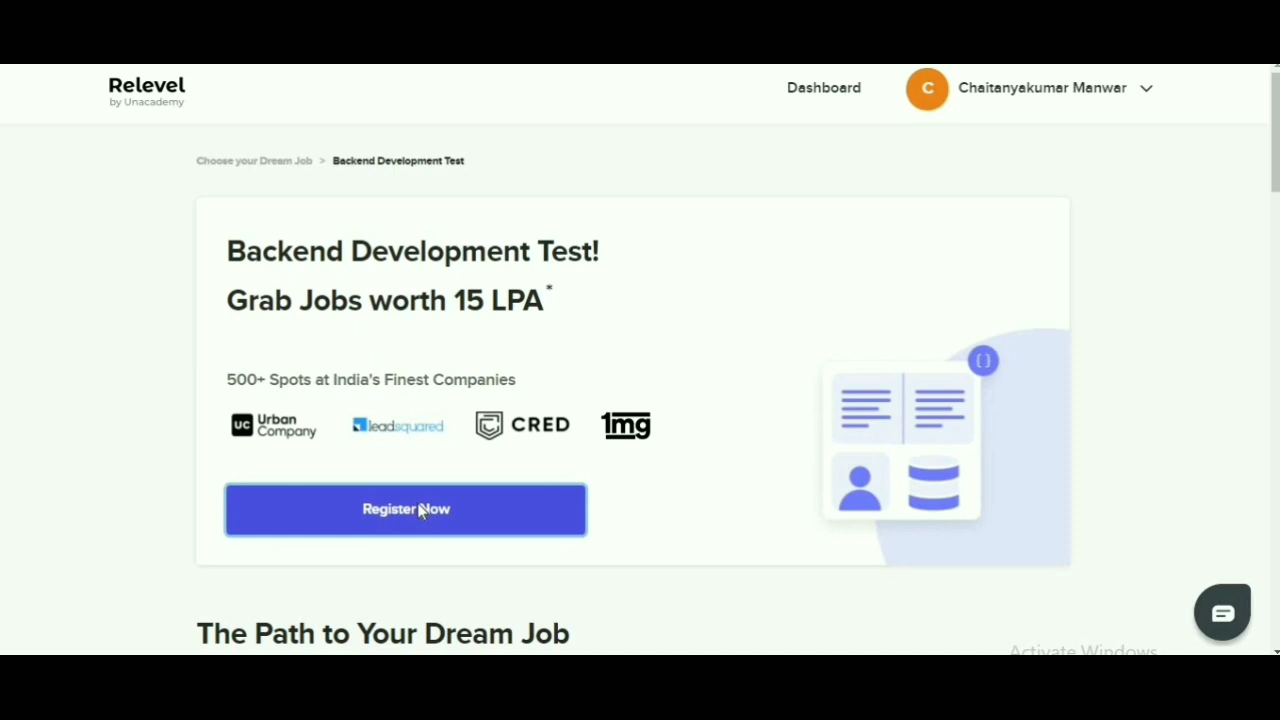 Relevel
by Unacademy
Dashboard
C
Chaitanyakumar Manwar
Choose your Dream Job > Backend Development Test
Backend Development Test!
Grab Jobs worth 15 LPA*
{ }
500+ Spots at India's Finest Companies
UC Urban Company
leadsquared
CRED
1mg
Register Now
The Path to Your Dream Job
Activate Windows